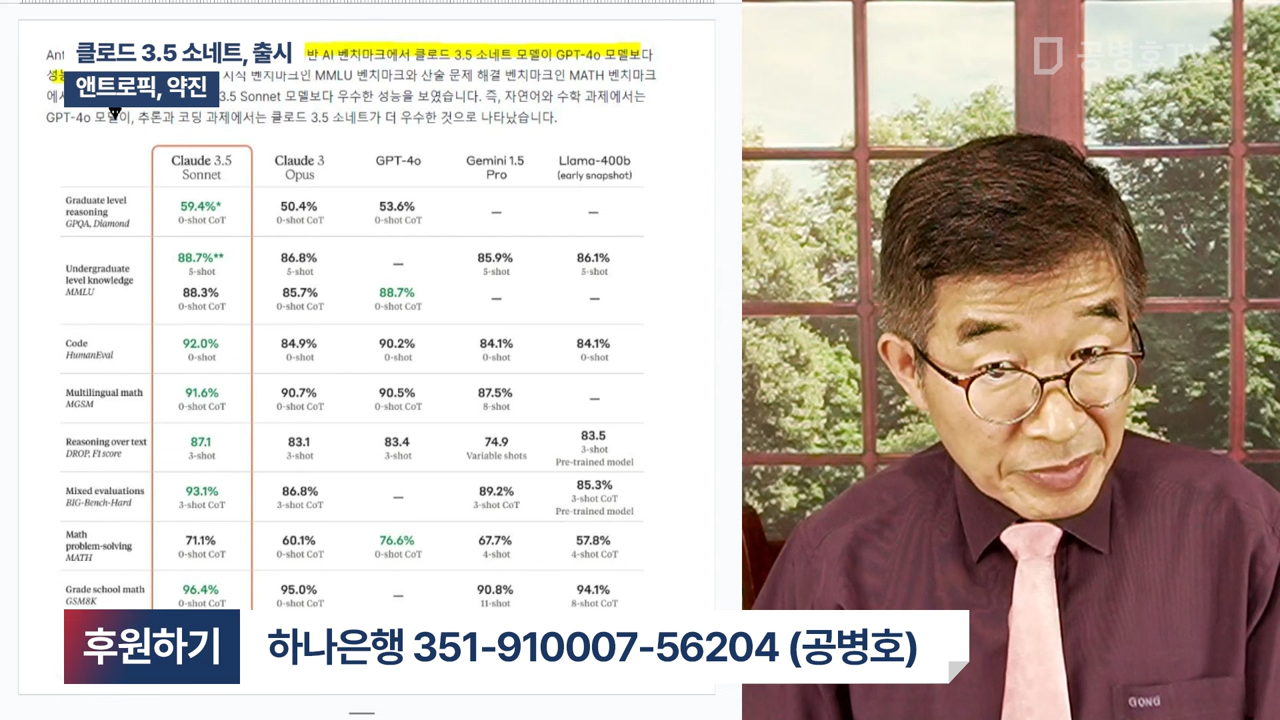 클로드 3.5 소네트, 출시
앤트로픽, 약진
반 AI 벤치마크에서 클로드 3.5 소네트 모델이 GPT-4o 모델보다
지식 벤치마크인 MMLU 벤치마크와 산술 문제 해결 벤치마크인 MATH 벤치마크
3.5 Sonnet 모델보다 우수한 성능을 보였습니다. 즉, 자연어와 수학 과제에서는
GPT-4o 모델이, 추론과 코딩 과제에서는 클로드 3.5 소네트가 더 우수한 것으로 나타났습니다.
Claude 3.5 Claude 3 GPT-4o Gemini 1.5 Llama-400b
Sonnet Opus Pro (early snapshot)
Graduate level
reasoning
GPQA, Diamond
59.4%* 50.4% 53.6% — —
0-shot CoT 0-shot CoT 0-shot CoT
Undergraduate
level knowledge
MMLU
88.7%** 86.8% — 85.9% 86.1%
5-shot 5-shot 5-shot 5-shot
88.3% 85.7% 88.7% — —
0-shot CoT 0-shot CoT 0-shot CoT
Code
HumanEval
92.0% 84.9% 90.2% 84.1% 84.1%
0-shot 0-shot 0-shot 0-shot 0-shot
Multilingual math
MGSM
91.6% 90.7% 90.5% 87.5% —
0-shot CoT 0-shot CoT 0-shot CoT 8-shot
Reasoning over text
DROP, F1 score
87.1 83.1 83.4 74.9 83.5
3-shot 3-shot 3-shot Variable shots 3-shot
Pre-trained model
Mixed evaluations
BIG-Bench-Hard
93.1% 86.8% — 89.2% 85.3%
3-shot CoT 3-shot CoT 3-shot CoT 3-shot CoT
Pre-trained model
Math
problem-solving
MATH
71.1% 60.1% 76.6% 67.7% 57.8%
0-shot CoT 0-shot CoT 0-shot CoT 4-shot 4-shot CoT
Grade school math
GSM8K
96.4% 95.0% — 90.8% 94.1%
0-shot CoT 0-shot CoT 11-shot 8-shot CoT
후원하기
하나은행 351-910007-56204 (공병호)
공병호TV
GONG